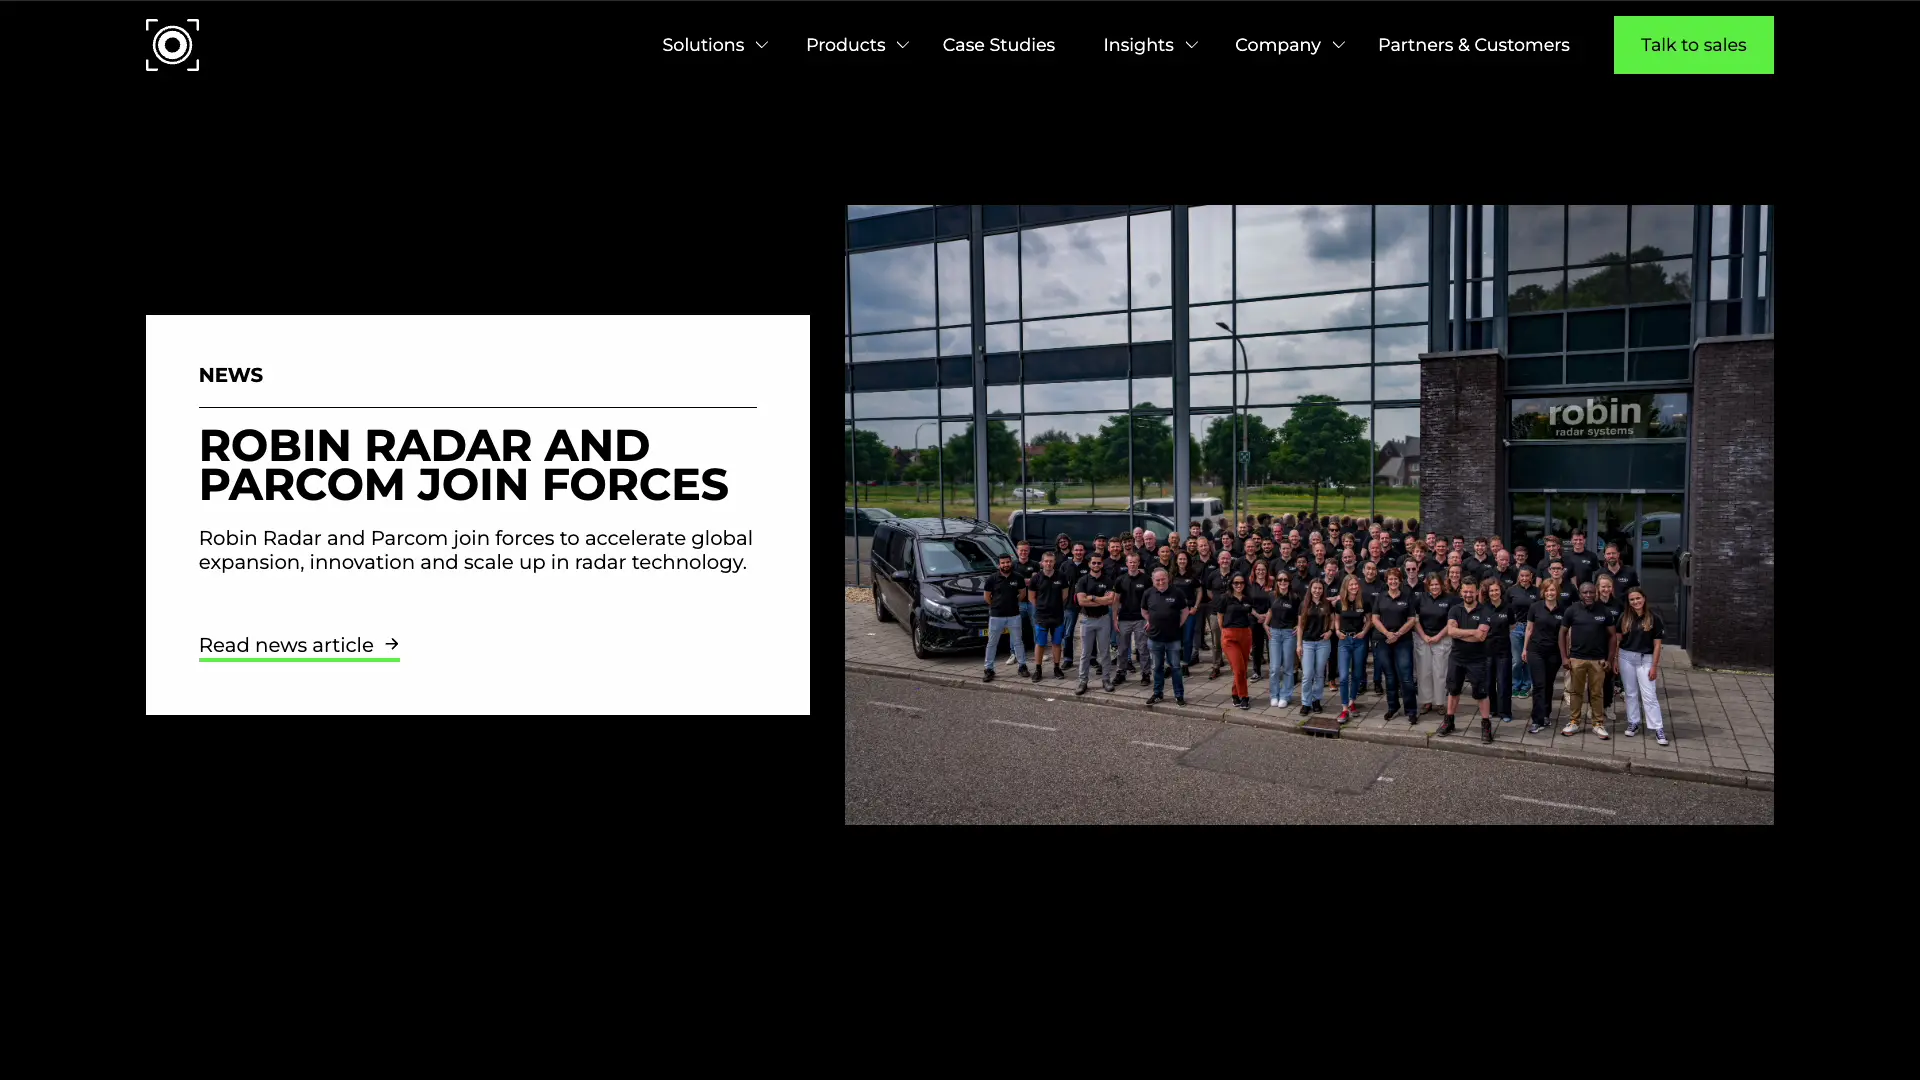 Solutions
Products
Case Studies
Insights
Company
Partners & Customers
Talk to sales
NEWS
ROBIN RADAR AND
PARCOM JOIN FORCES
Robin Radar and Parcom join forces to accelerate global
expansion, innovation and scale up in radar technology.
Read news article →
robin
radar systems